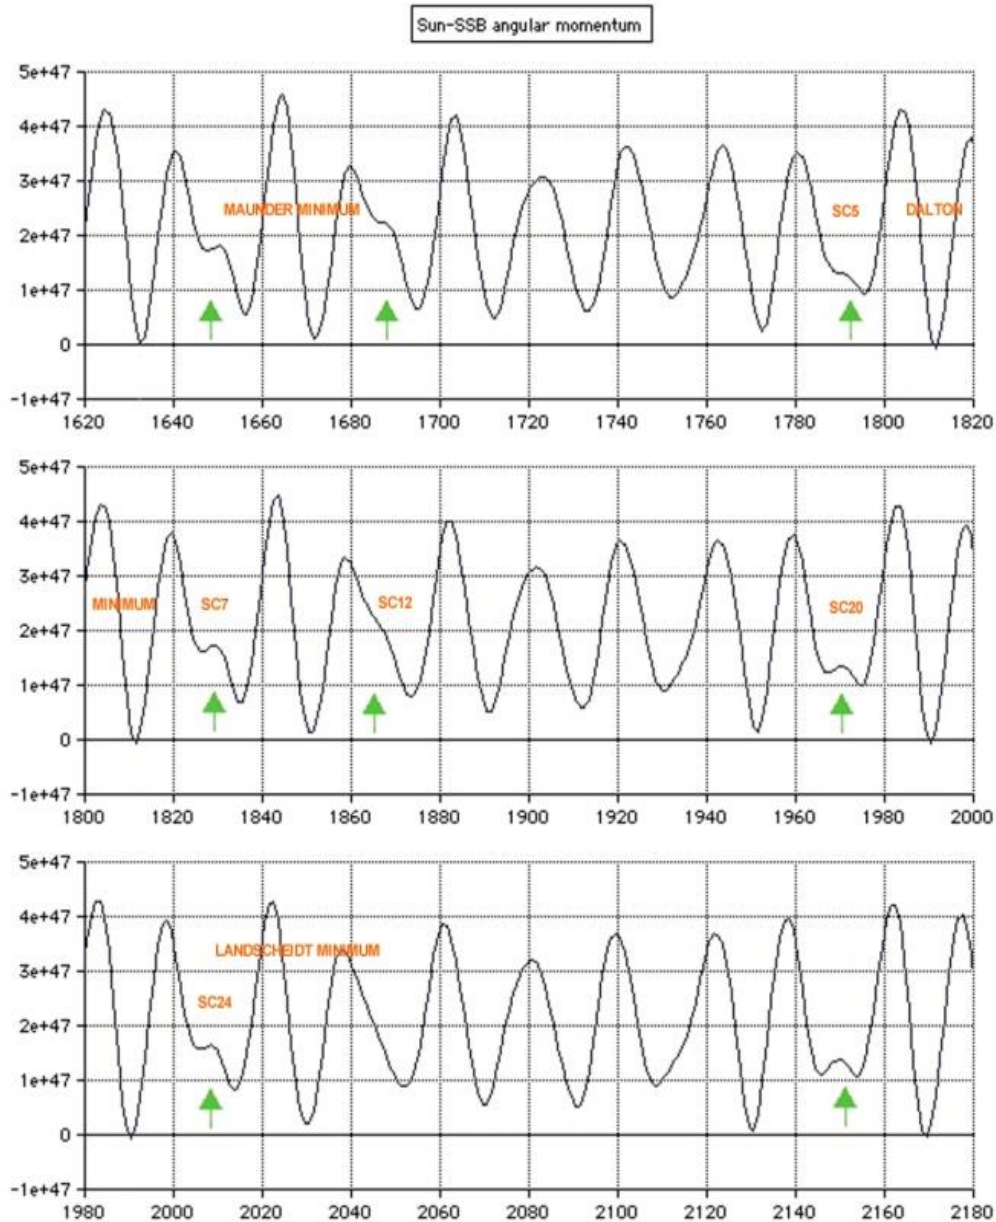 Sun-SSB angular momentum
5e+47
4e+47
3e+47
MAUNDER MINIMUM
SC5
DALTON
2e+47
1e+47
0
-1e+47
1620 1640 1660 1680 1700 1720 1740 1760 1780 1800 1820
5e+47
4e+47
3e+47
MINIMUM
SC7
SC12
SC20
2e+47
1e+47
0
-1e+47
1800 1820 1840 1860 1880 1900 1920 1940 1960 1980 2000
5e+47
4e+47
LANDSCHEIDT MINIMUM
3e+47
SC24
2e+47
1e+47
0
-1e+47
1980 2000 2020 2040 2060 2080 2100 2120 2140 2160 2180